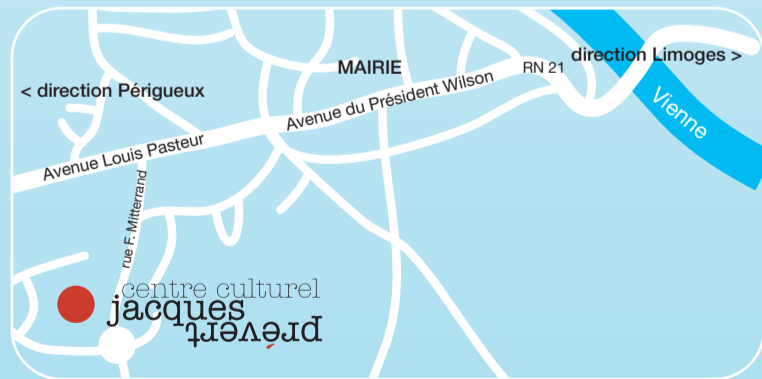 direction Limoges >
MAIRIE
RN 21
< direction Périgueux
Avenue du Président Wilson
Vienne
Avenue Louis Pasteur
rue F. Mitterrand
centre culturel
jacques
prévert